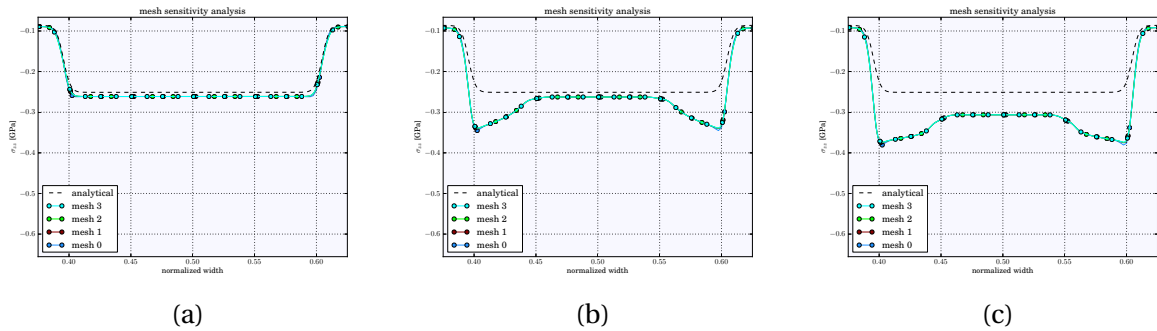 mesh sensitivity analysis
−0.1
−0.2
−0.3
−0.4
−0.5
−0.6
σxx [GPa]
analytical
mesh 3
mesh 2
mesh 1
mesh 0
0.40 0.45 0.50 0.55 0.60
normalized width
(a)
mesh sensitivity analysis
−0.1
−0.2
−0.3
−0.4
−0.5
−0.6
σxx [GPa]
analytical
mesh 3
mesh 2
mesh 1
mesh 0
0.40 0.45 0.50 0.55 0.60
normalized width
(b)
mesh sensitivity analysis
−0.1
−0.2
−0.3
−0.4
−0.5
−0.6
σxx [GPa]
analytical
mesh 3
mesh 2
mesh 1
mesh 0
0.40 0.45 0.50 0.55 0.60
normalized width
(c)